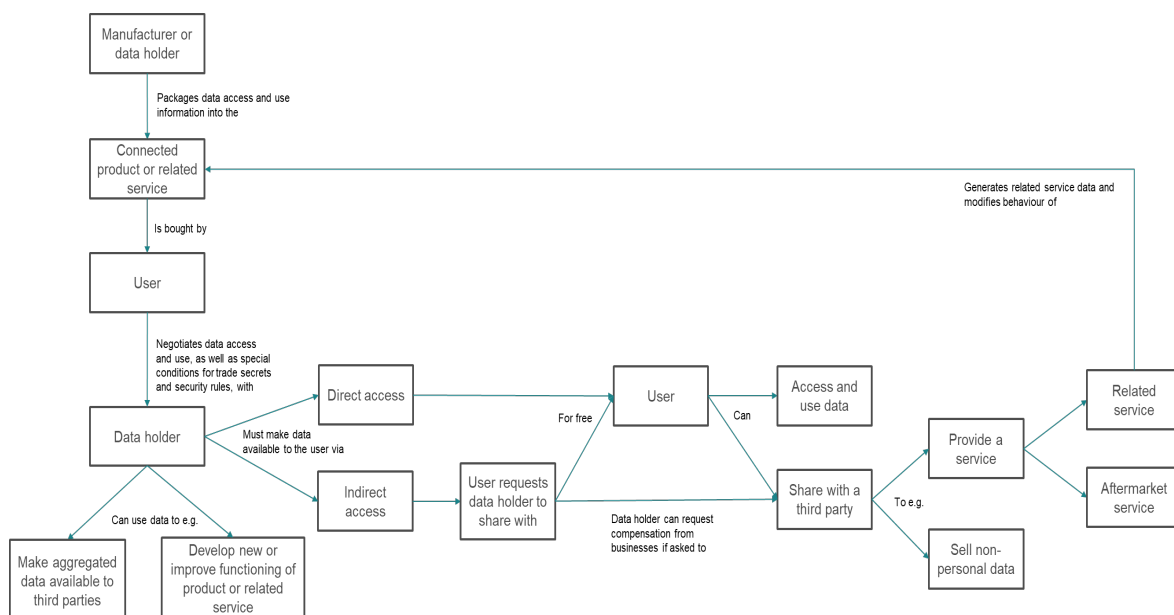 Manufacturer or
data holder
Packages data access and use
information into the
Connected
product or related
service
Generates related service data and
modifies behaviour of
Is bought by
User
Negotiates data access
and use, as well as special
conditions for trade secrets
and security rules, with
Data holder
Must make data
available to the user via
Direct access
Indirect
access
User requests
data holder to
share with
For free
User
Can
Access and
use data
Data holder can request
compensation from
businesses if asked to
Share with a
third party
To e.g.
Provide a
service
Sell non-
personal data
Related
service
Aftermarket
service
Can use data to e.g.
Make aggregated
data available to
third parties
Develop new or
improve functioning of
product or related
service